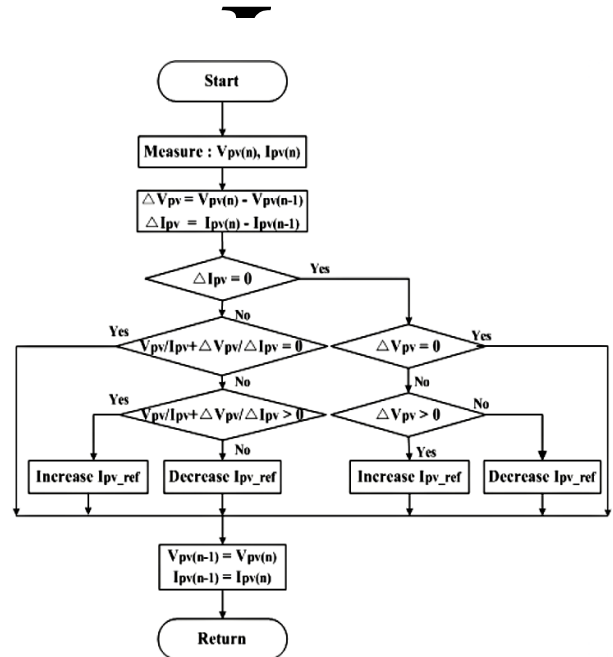 Start
Measure : Vpv(n), Ipv(n)
△Vpv = Vpv(n) - Vpv(n-1)
△Ipv = Ipv(n) - Ipv(n-1)
△Ipv = 0
Yes
No
Yes
Vpv/Ipv+△Vpv/△Ipv = 0
△Vpv = 0
Yes
No
No
Yes
Vpv/Ipv+△Vpv/△Ipv > 0
△Vpv > 0
No
No
Yes
Increase Ipv_ref
Decrease Ipv_ref
Increase Ipv_ref
Decrease Ipv_ref
Vpv(n-1) = Vpv(n)
Ipv(n-1) = Ipv(n)
Return